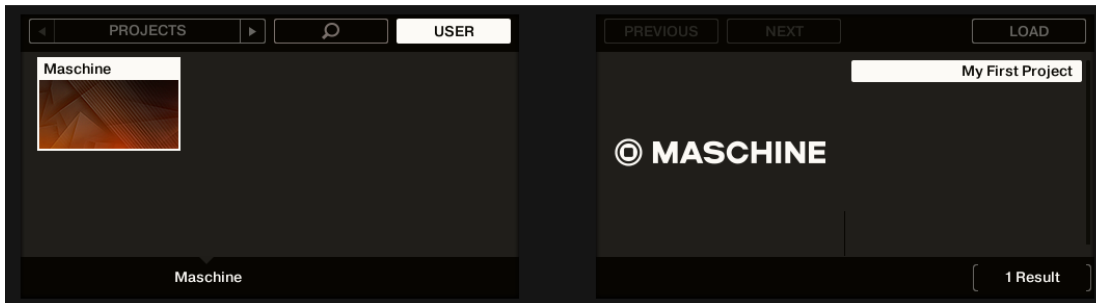 PROJECTS
USER
Maschine
Maschine
PREVIOUS
NEXT
LOAD
My First Project
MASCHINE
1 Result